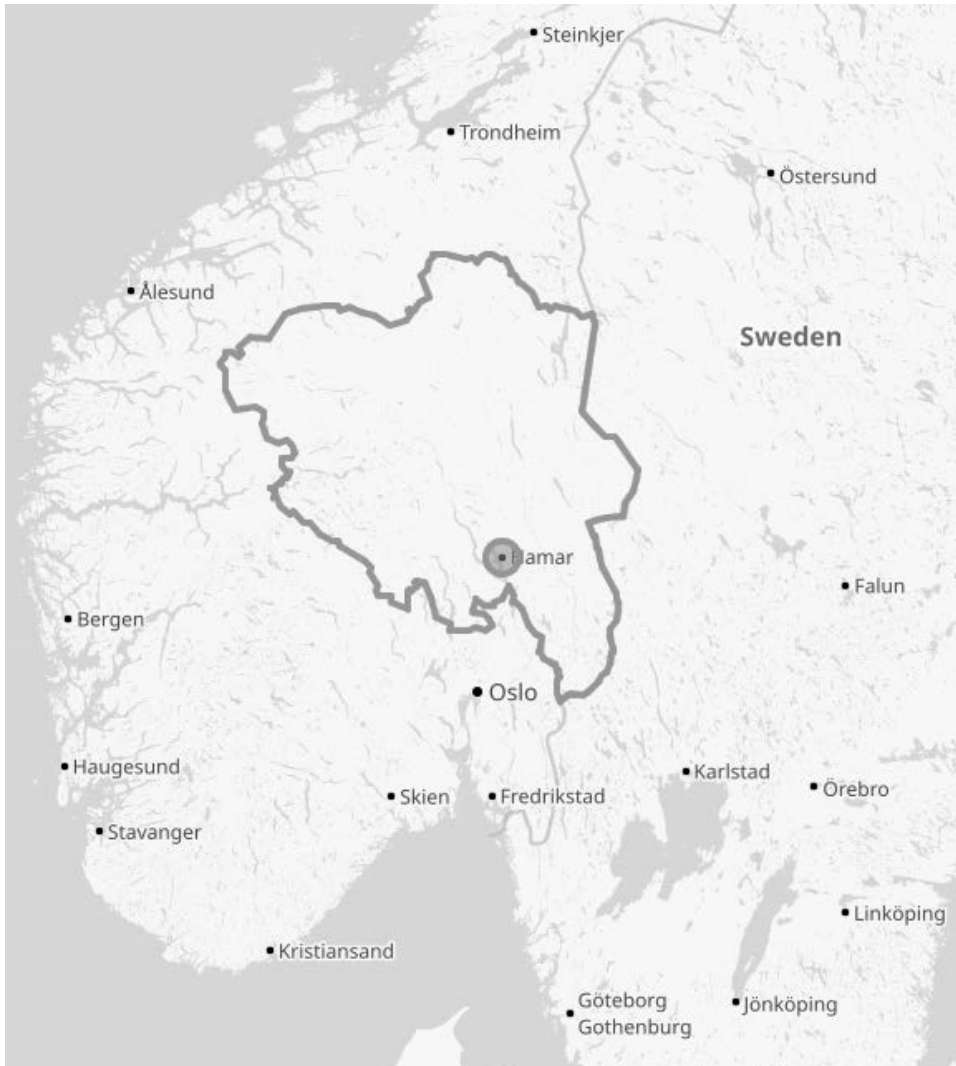 Steinkjer
Trondheim
Östersund
Ålesund
Sweden
Hamar
Falun
Bergen
Oslo
Haugesund
Karlstad
Skien
Fredrikstad
Örebro
Stavanger
Linköping
Kristiansand
Göteborg
Gothenburg
Jönköping